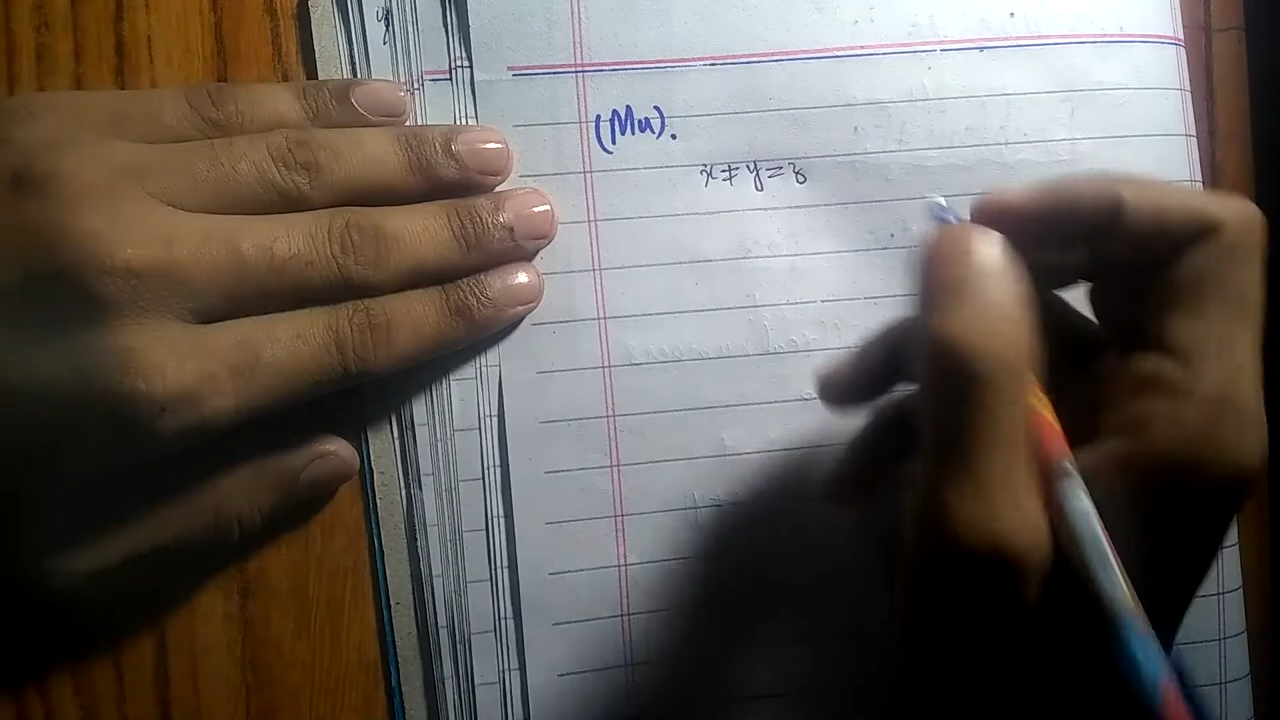 (Mu).
x ≠ y = z